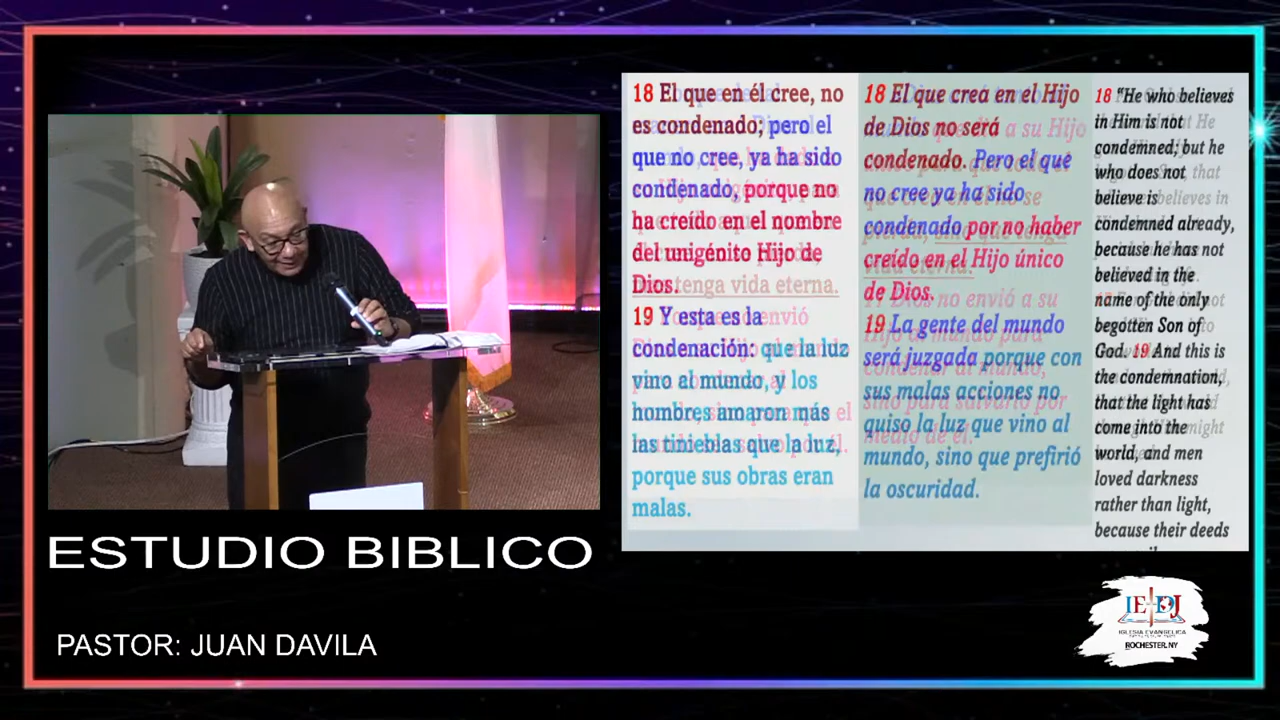 18 El que en él cree, no
es condenado; pero el
que no cree, ya ha sido
condenado, porque no
ha creído en el nombre
del unigénito Hijo de
Dios.
tenga vida eterna.
19 Y esta es la
condenación: que la luz
vino al mundo, y los
hombres amaron más
las tinieblas que la luz,
porque sus obras eran
malas.
18 El que crea en el Hijo
de Dios no será
condenado. Pero el que
no cree ya ha sido
condenado por no haber
creído en el Hijo único
de Dios.
19 La gente del mundo
será juzgada porque con
sus malas acciones no
quiso la luz que vino al
mundo, sino que prefirió
la oscuridad.
18 "He who believes
in Him is not
condemned; but he
who does not
believe is
condemned already,
because he has not
believed in the
name of the only
begotten Son of
God. 19 And this is
the condemnation,
that the light has
come into the
world, and men
loved darkness
rather than light,
because their deeds
ESTUDIO BIBLICO
PASTOR: JUAN DAVILA
IGLESIA EVANGELICA
ROCHESTER.NY